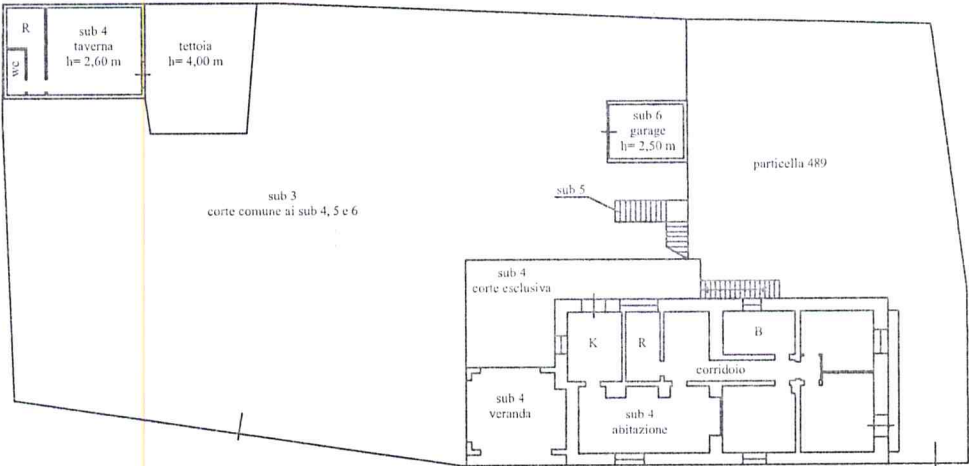 R
wc
sub 4
taverna
h= 2,60 m
tettoia
h= 4,00 m
sub 6
garage
h= 2,50 m
particella 489
sub 5
sub 3
corte comune ai sub 4, 5 e 6
sub 4
corte esclusiva
K
R
B
corridoio
sub 4
veranda
sub 4
abitazione